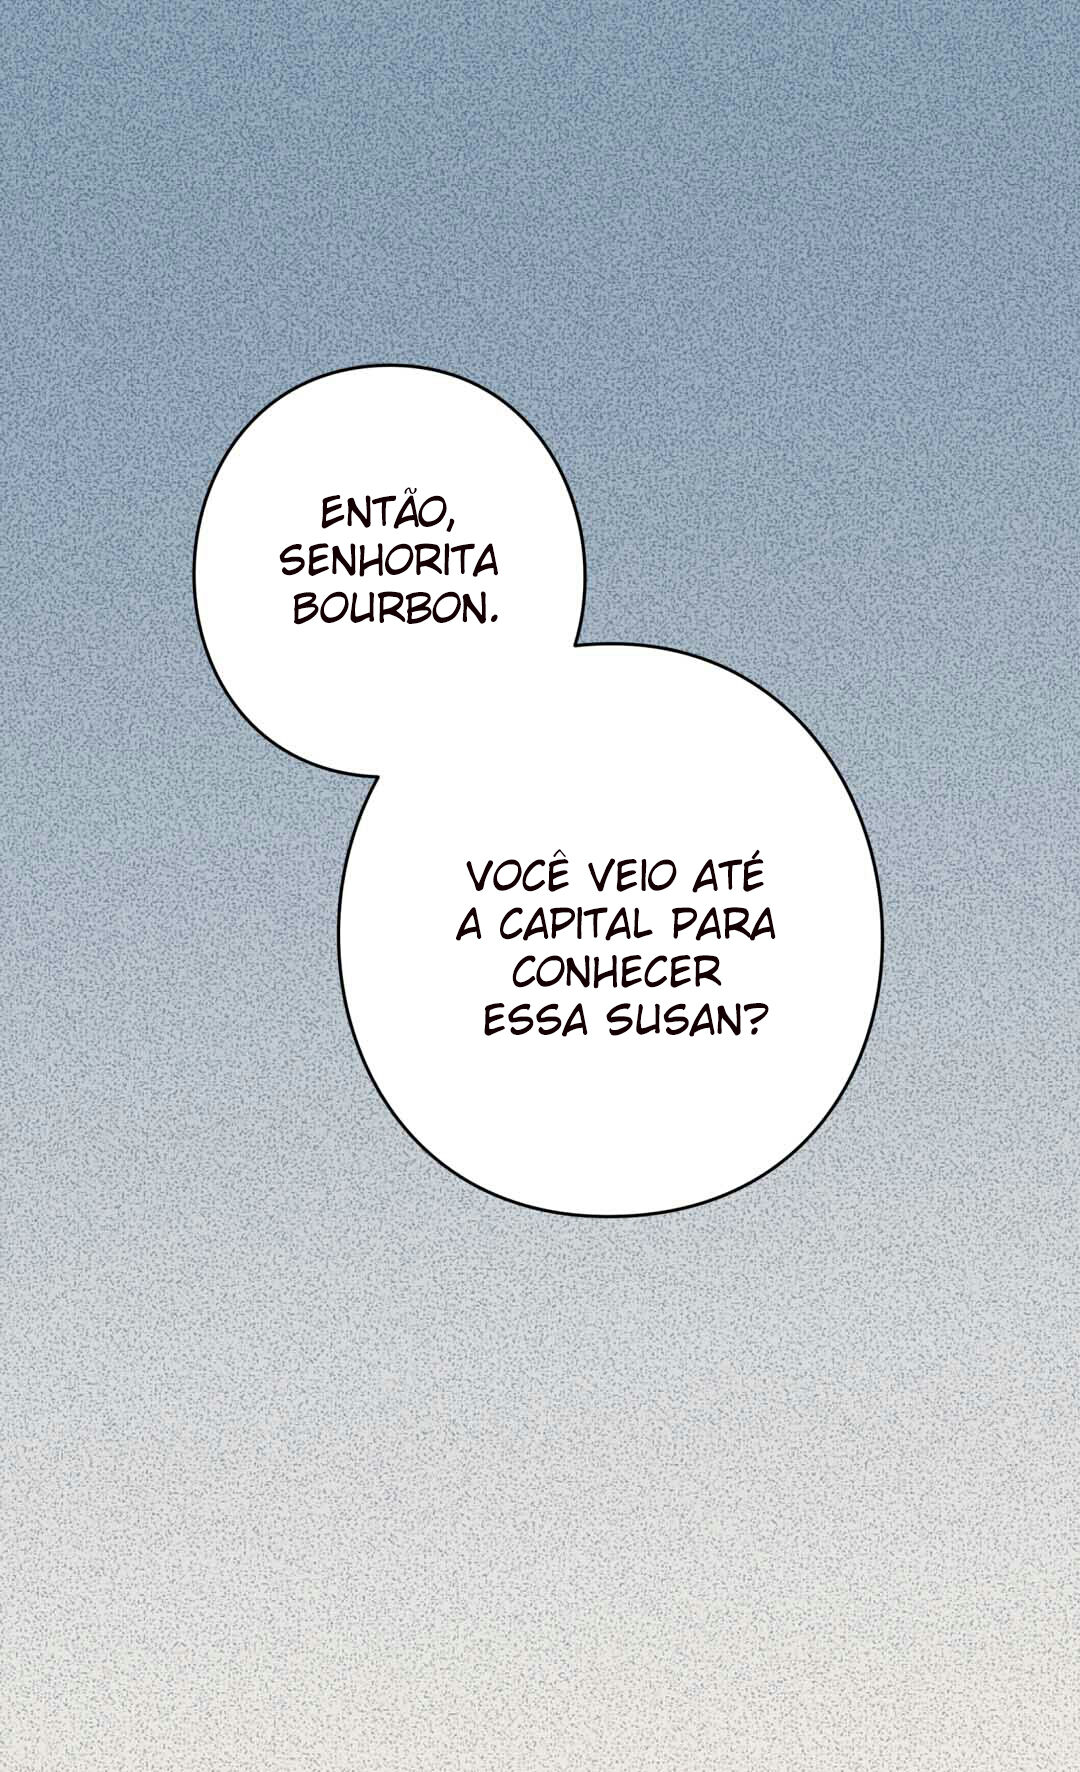 ENTÃO,
SENHORITA
BOURBON.
VOCÊ VEIO ATÉ
A CAPITAL PARA
CONHECER
ESSA SUSAN?